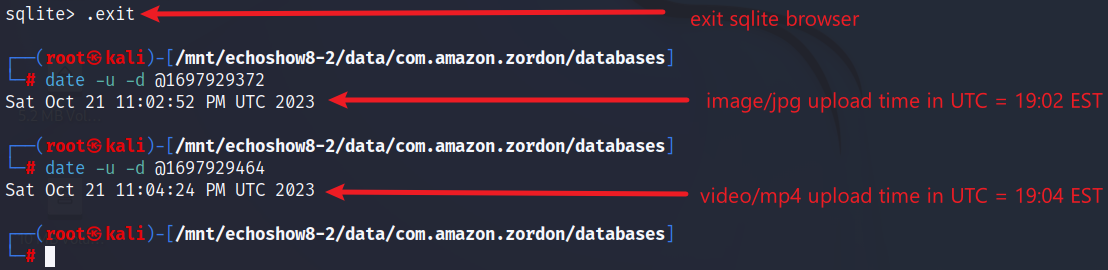 sqlite> .exit
exit sqlite browser
┌──(root㉿kali)-[/mnt/echoshow8-2/data/com.amazon.zordon/databases]
└─# date -u -d @1697929372
Sat Oct 21 11:02:52 PM UTC 2023
image/jpg upload time in UTC = 19:02 EST
┌──(root㉿kali)-[/mnt/echoshow8-2/data/com.amazon.zordon/databases]
└─# date -u -d @1697929464
Sat Oct 21 11:04:24 PM UTC 2023
video/mp4 upload time in UTC = 19:04 EST
┌──(root㉿kali)-[/mnt/echoshow8-2/data/com.amazon.zordon/databases]
└─#